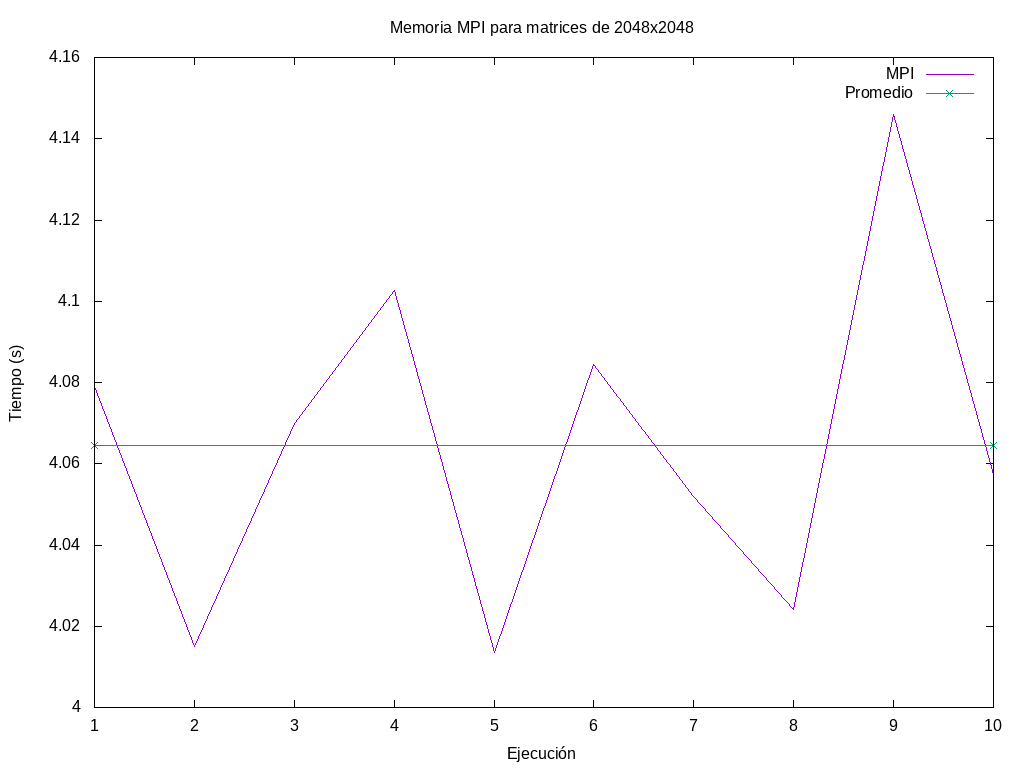 Memoria MPI para matrices de 2048x2048
MPI
Promedio
4.16
4.14
4.12
4.1
4.08
4.06
4.04
4.02
4
Tiempo (s)
1 2 3 4 5 6 7 8 9 10
Ejecución